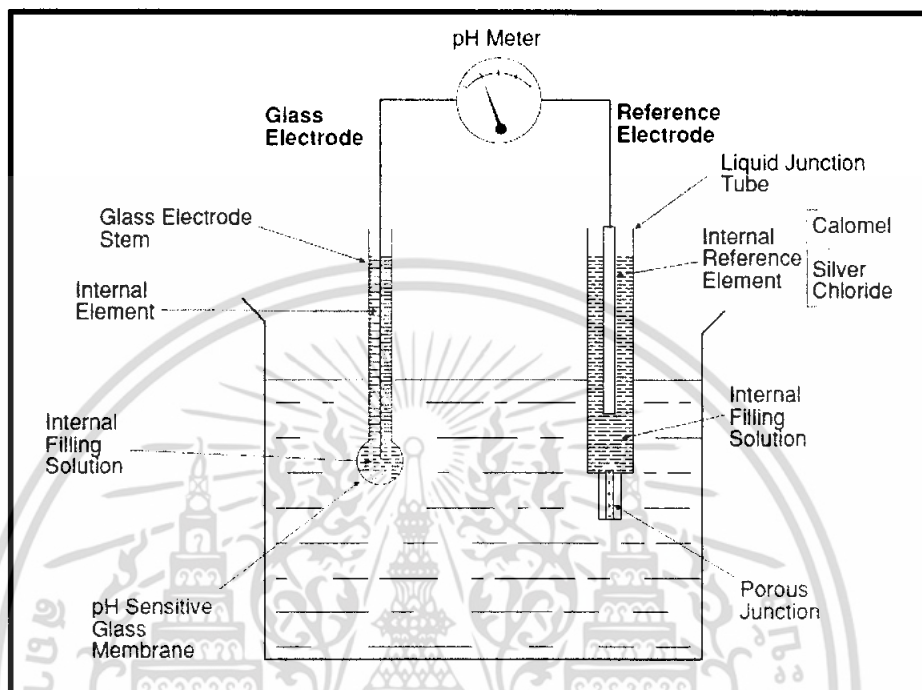 pH Meter
Glass
Electrode
Reference
Electrode
Liquid Junction
Tube
Glass Electrode
Stem
Internal
Reference
Element
Calomel
Silver
Chloride
Internal
Element
Internal
Filling
Solution
Internal
Filling
Solution
pH Sensitive
Glass
Membrane
Porous
Junction